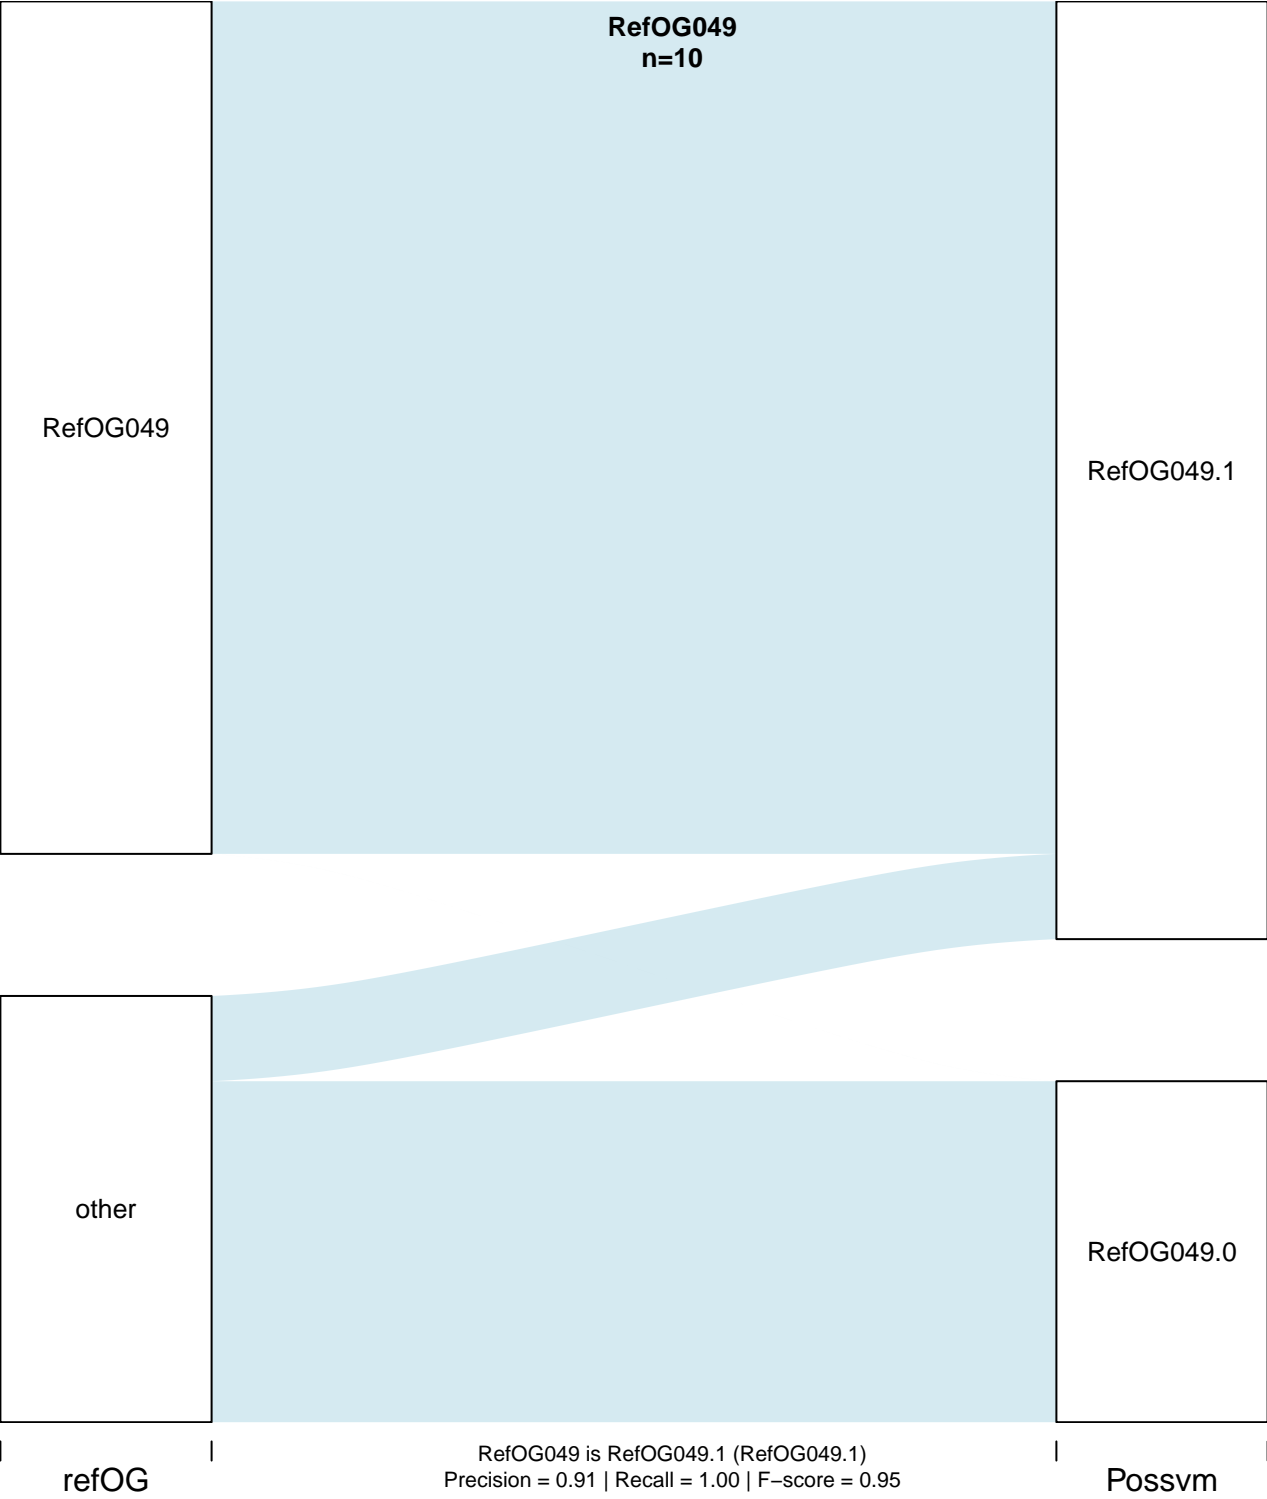 RefOG049
n=10
RefOG049
RefOG049.1
other
RefOG049.0
RefOG049 is RefOG049.1 (RefOG049.1)
Precision = 0.91 | Recall = 1.00 | F−score = 0.95
refOG
Possvm